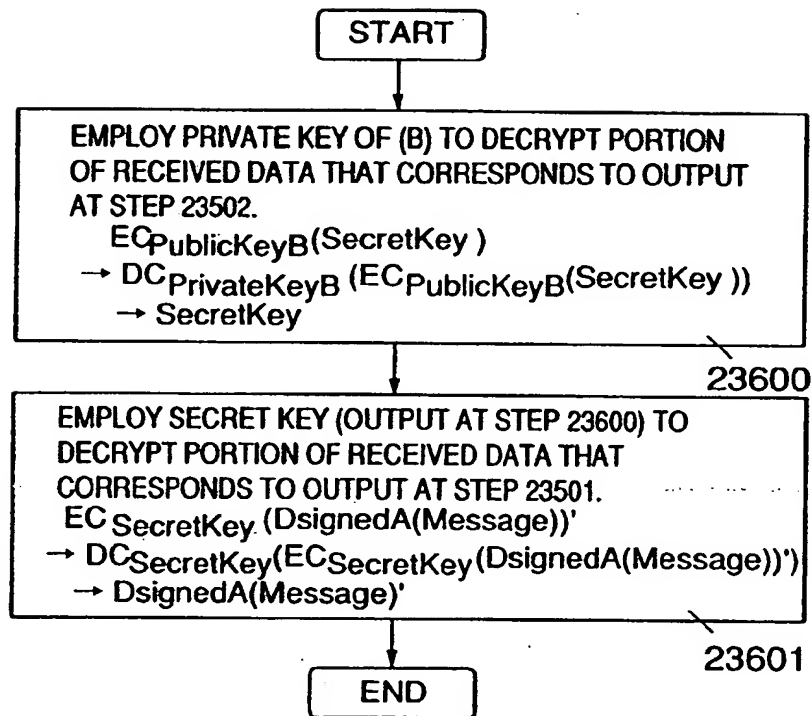 START
EMPLOY PRIVATE KEY OF (B) TO DECRYPT PORTION
OF RECEIVED DATA THAT CORRESPONDS TO OUTPUT
AT STEP 23502.
ECPublicKeyB(SecretKey)
→ DCPrivateKeyB (ECPublicKeyB(SecretKey))
→ SecretKey
23600
EMPLOY SECRET KEY (OUTPUT AT STEP 23600) TO
DECRYPT PORTION OF RECEIVED DATA THAT
CORRESPONDS TO OUTPUT AT STEP 23501.
ECSecretKey (DsignedA(Message))'
→ DCSecretKey(ECSecretKey(DsignedA(Message))')
→ DsignedA(Message)'
23601
END